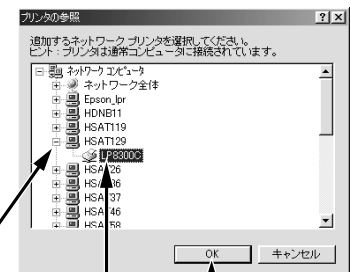 プリンタの参照
追加するネットワーク プリンタを選択してください。
ヒント: プリンタは通常コンピュータに接続されています。
ネットワーク コンピュータ
ネットワーク全体
Epson_lpr
HDNB11
HSAT119
HSAT129
LP8300C
OK
キャンセル